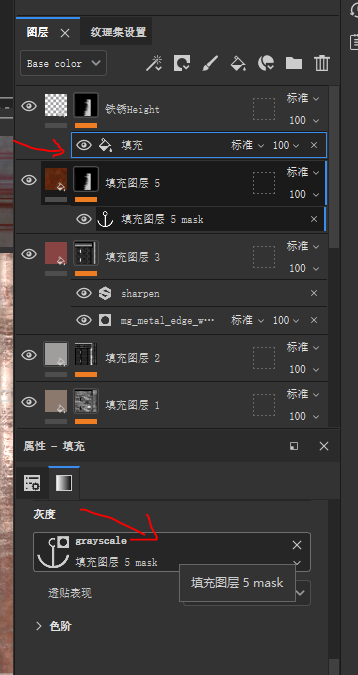 图层
纹理集设置
Base color
铁锈Height
标准
100
填充
标准
100
填充图层 5
标准
100
填充图层 5 mask
填充图层 3
标准
100
sharpen
mg_metal_edge_w…
标准
100
填充图层 2
标准
100
填充图层 1
标准
100
属性 - 填充
灰度
grayscale
填充图层 5 mask
填充图层 5 mask
透贴表现
色阶